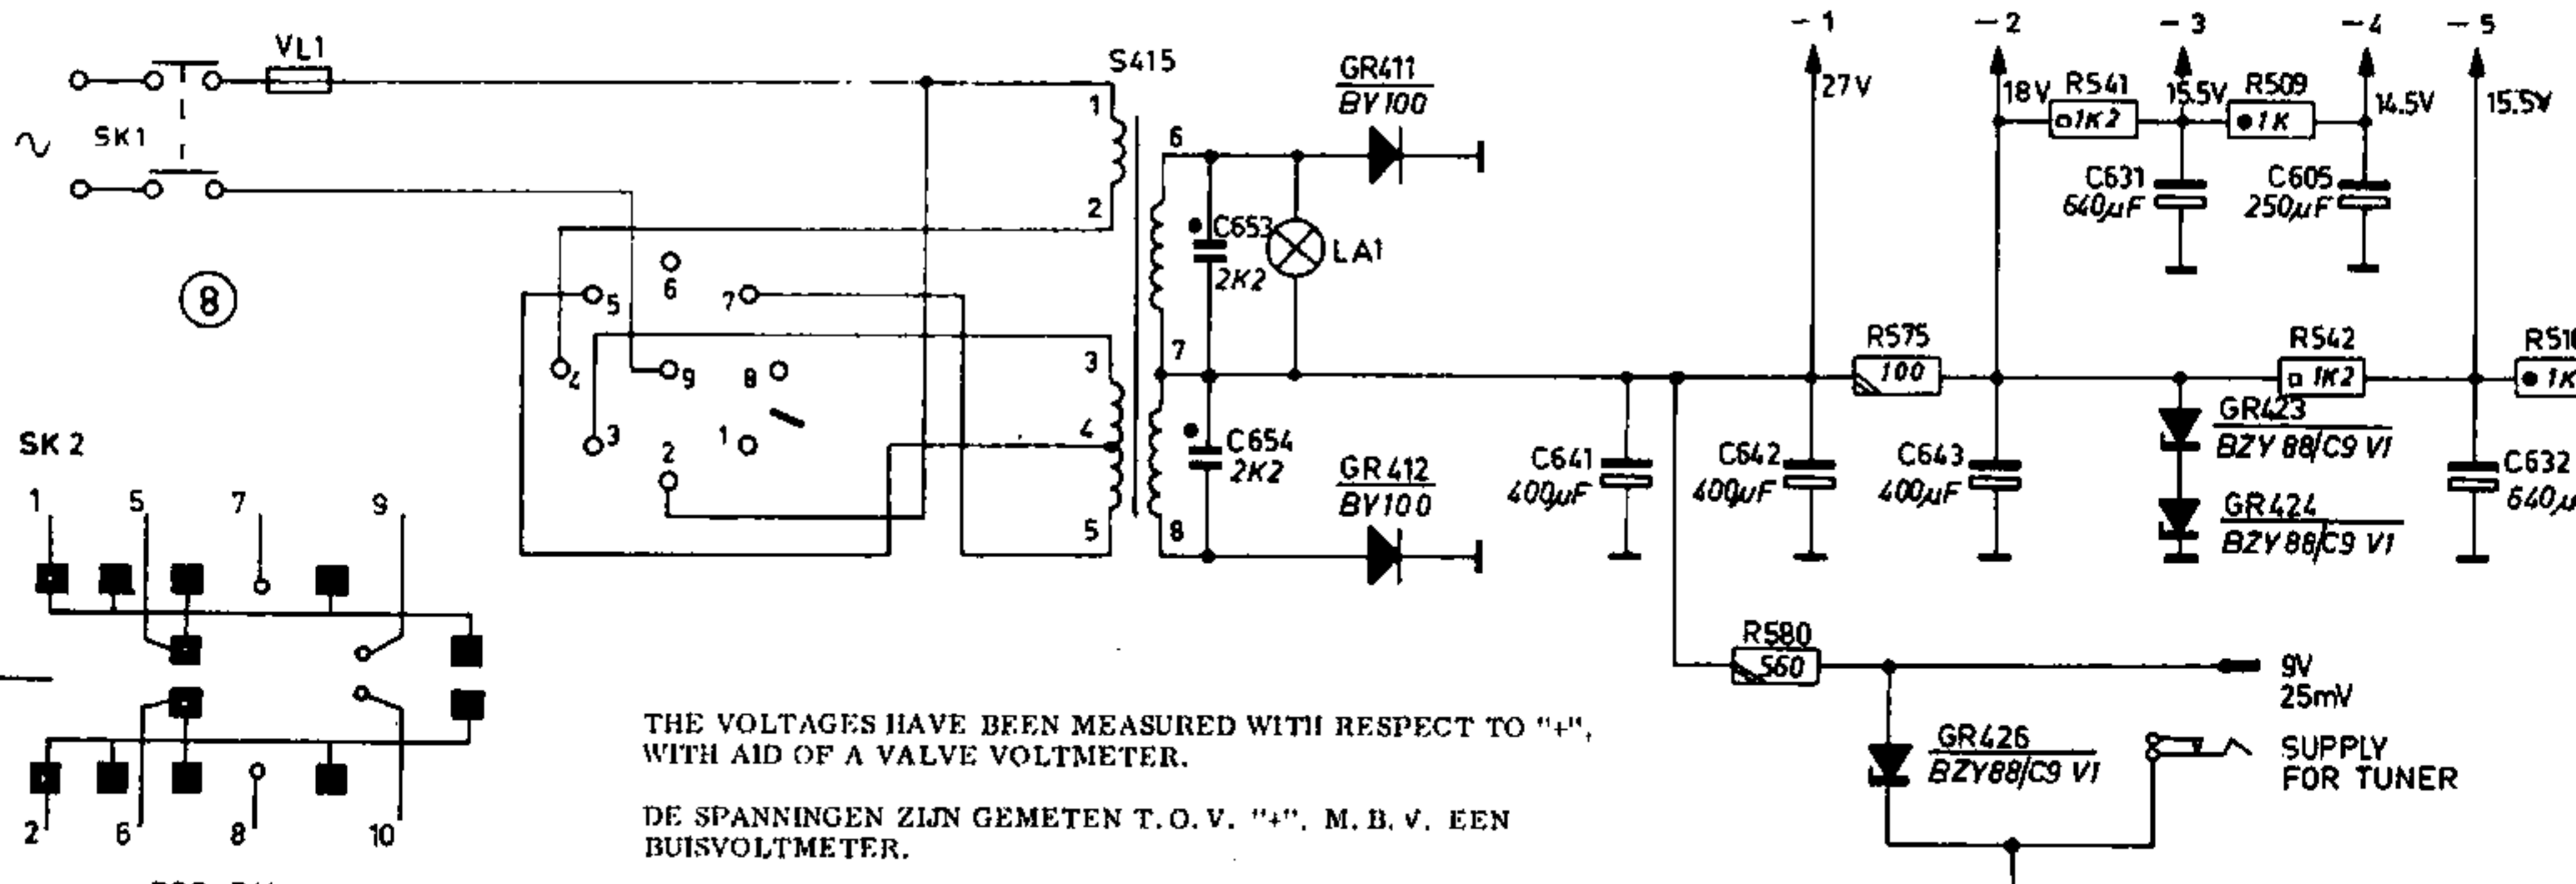 VL1
SK1
S415
1
2
3
4
5
6
7
8
GR411
BY100
C653
2K2
LA1
C654
2K2
GR412
BY100
8
5
6
7
4
9
8
3
2
1
SK 2
1
5
7
9
2
6
8
10
-1
-2
-3
-4
-5
27V
18V
R541
1K2
15.5V
R509
1K
14.5V
15.5V
C631
640µF
C605
250µF
R575
100
R542
1K2
C641
400µF
C642
400µF
C643
400µF
GR423
BZY 88/C9 V1
GR424
BZY 88/C9 V1
C632
R580
560
9V
25mV
GR426
BZY88/C9 V1
SUPPLY
FOR TUNER
THE VOLTAGES HAVE BEEN MEASURED WITH RESPECT TO "+",
WITH AID OF A VALVE VOLTMETER.
DE SPANNINGEN ZIJN GEMETEN T.O.V. "+", M.B.V. EEN
BUISVOLTMETER.